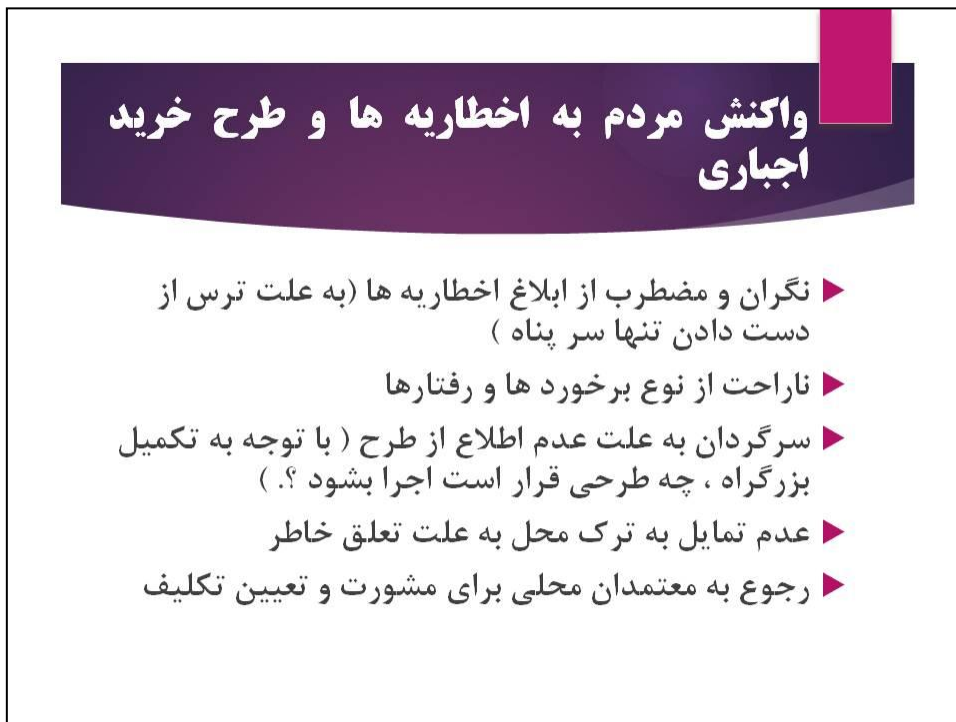 واکنش مردم به اخطاریه ها و طرح خرید
اجباری
نگران و مضطرب از ابلاغ اخطاریه ها (به علت ترس از
دست دادن تنها سر پناه )
ناراحت از نوع برخورد ها و رفتارها
سرگردان به علت عدم اطلاع از طرح ( با توجه به تکمیل
بزرگراه ، چه طرحی قرار است اجرا بشود ؟. )
عدم تمایل به ترک محل به علت تعلق خاطر
رجوع به معتمدان محلی برای مشورت و تعیین تکلیف